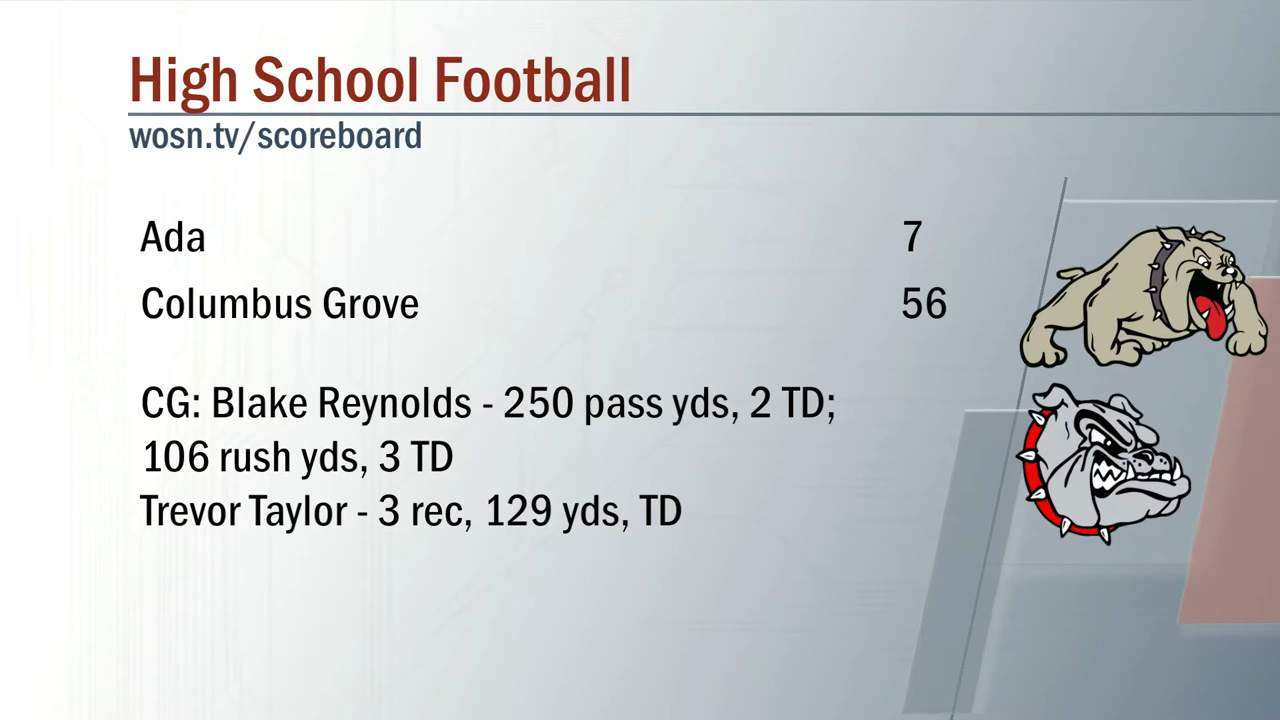 High School Football
wosn.tv/scoreboard
Ada 7
Columbus Grove 56
CG: Blake Reynolds - 250 pass yds, 2 TD;
106 rush yds, 3 TD
Trevor Taylor - 3 rec, 129 yds, TD